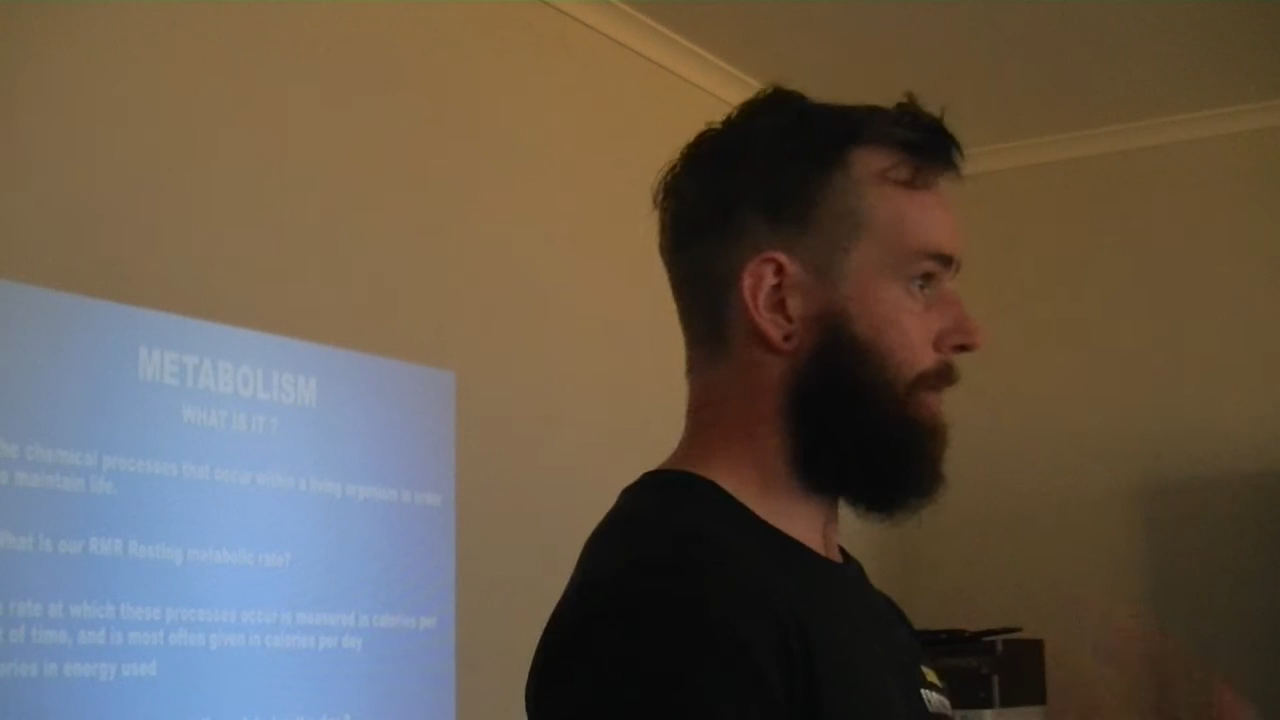 METABOLISM
WHAT IS IT ?
he chemical processes that occur within a living organism in order
o maintain life.
What is our RMR Resting metabolic rate?
rate at which these processes occur is measured in calories per
of time, and is most often given in calories per day
ories in energy used